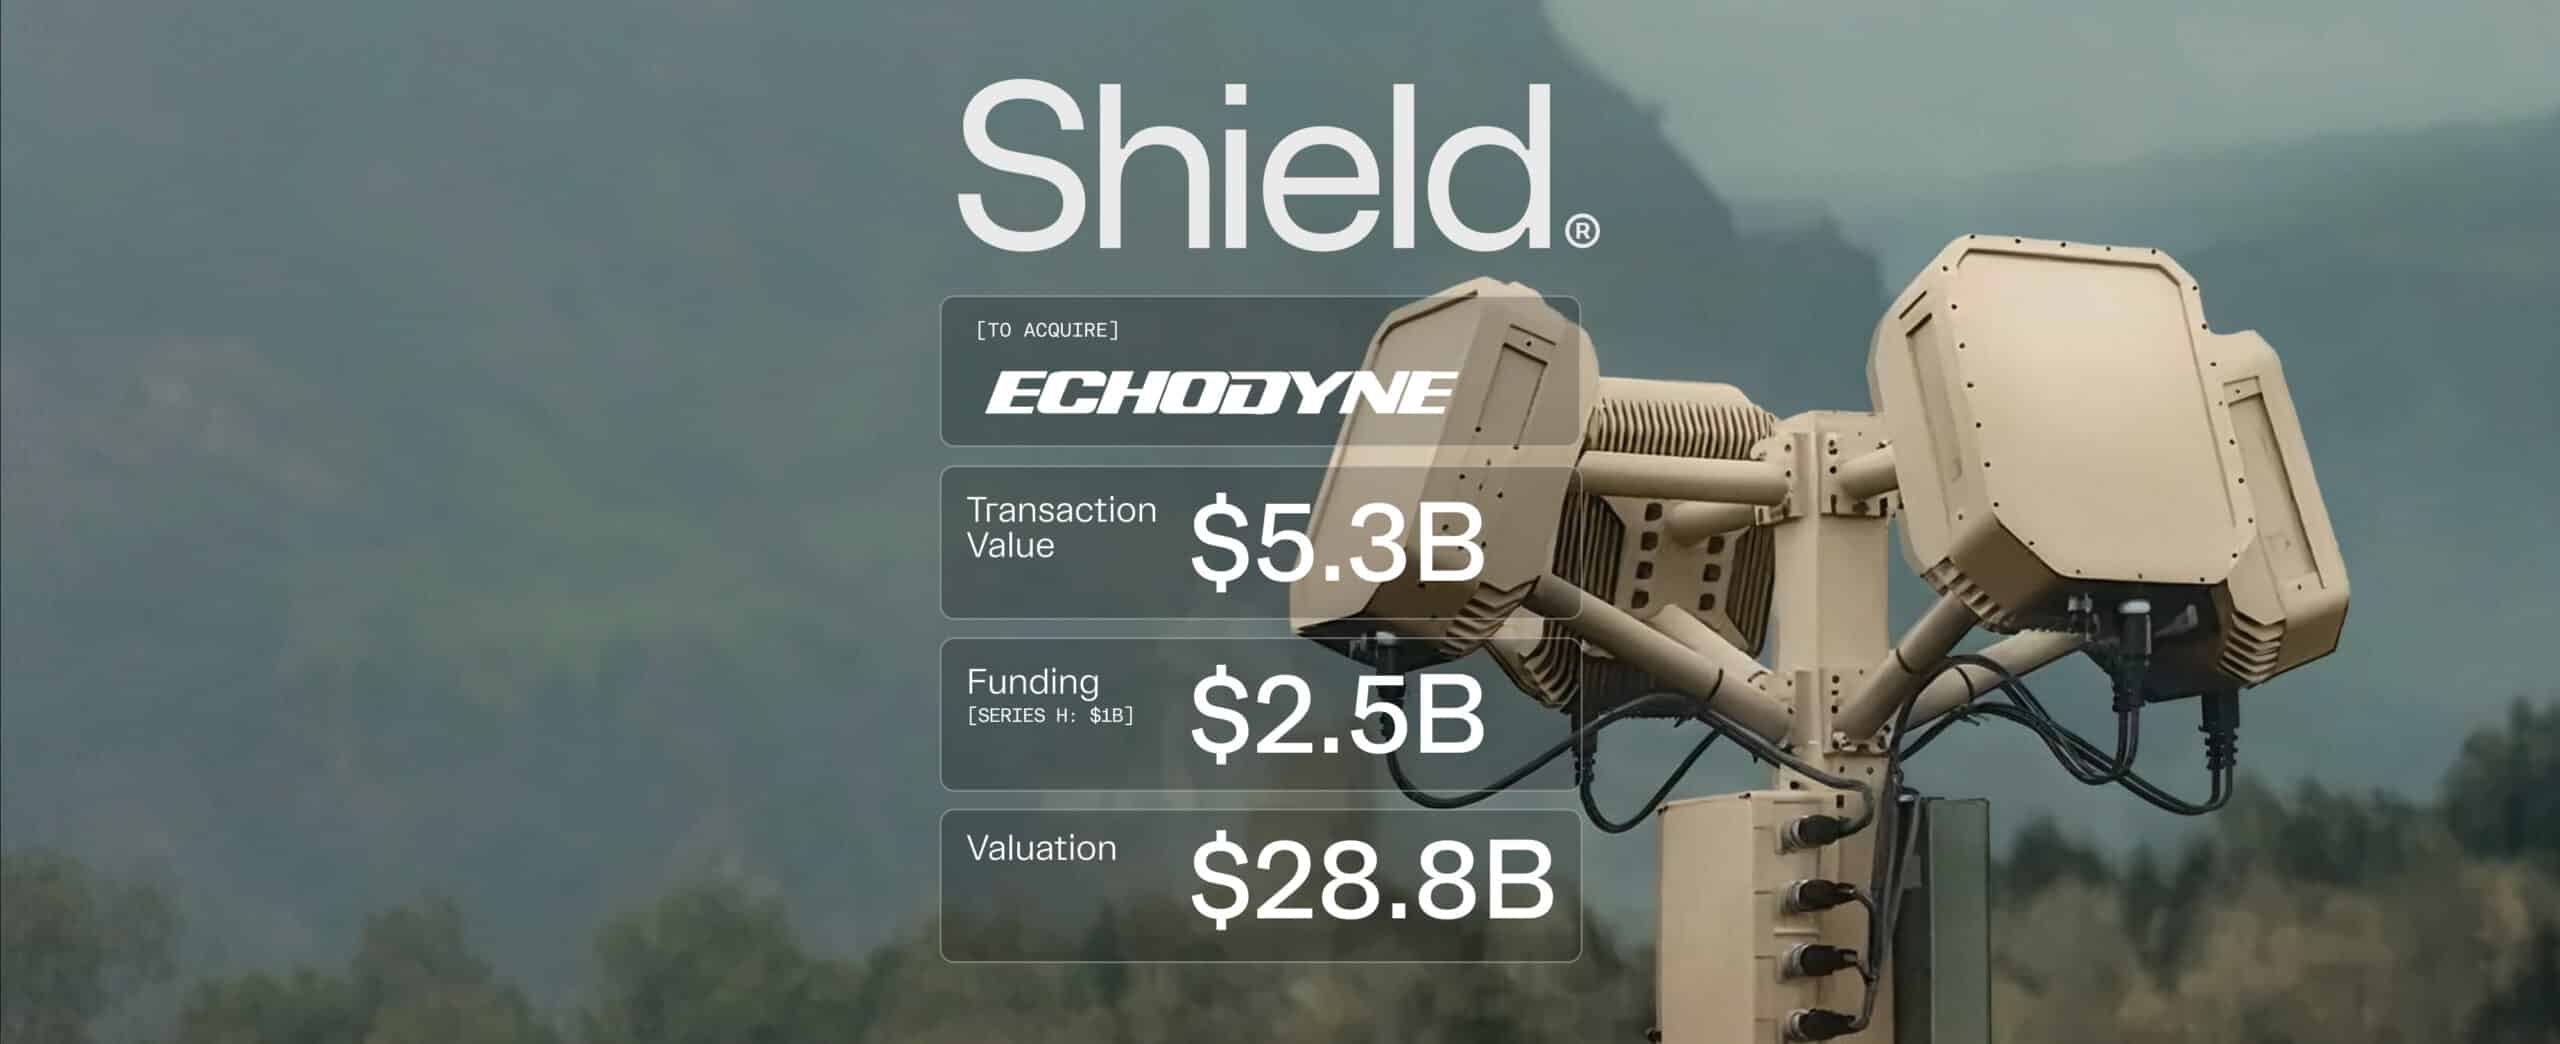 Shield®
[TO ACQUIRE]
ECHODYNE
Transaction
Value
$5.3B
Funding
[SERIES H: $1B]
$2.5B
Valuation
$28.8B